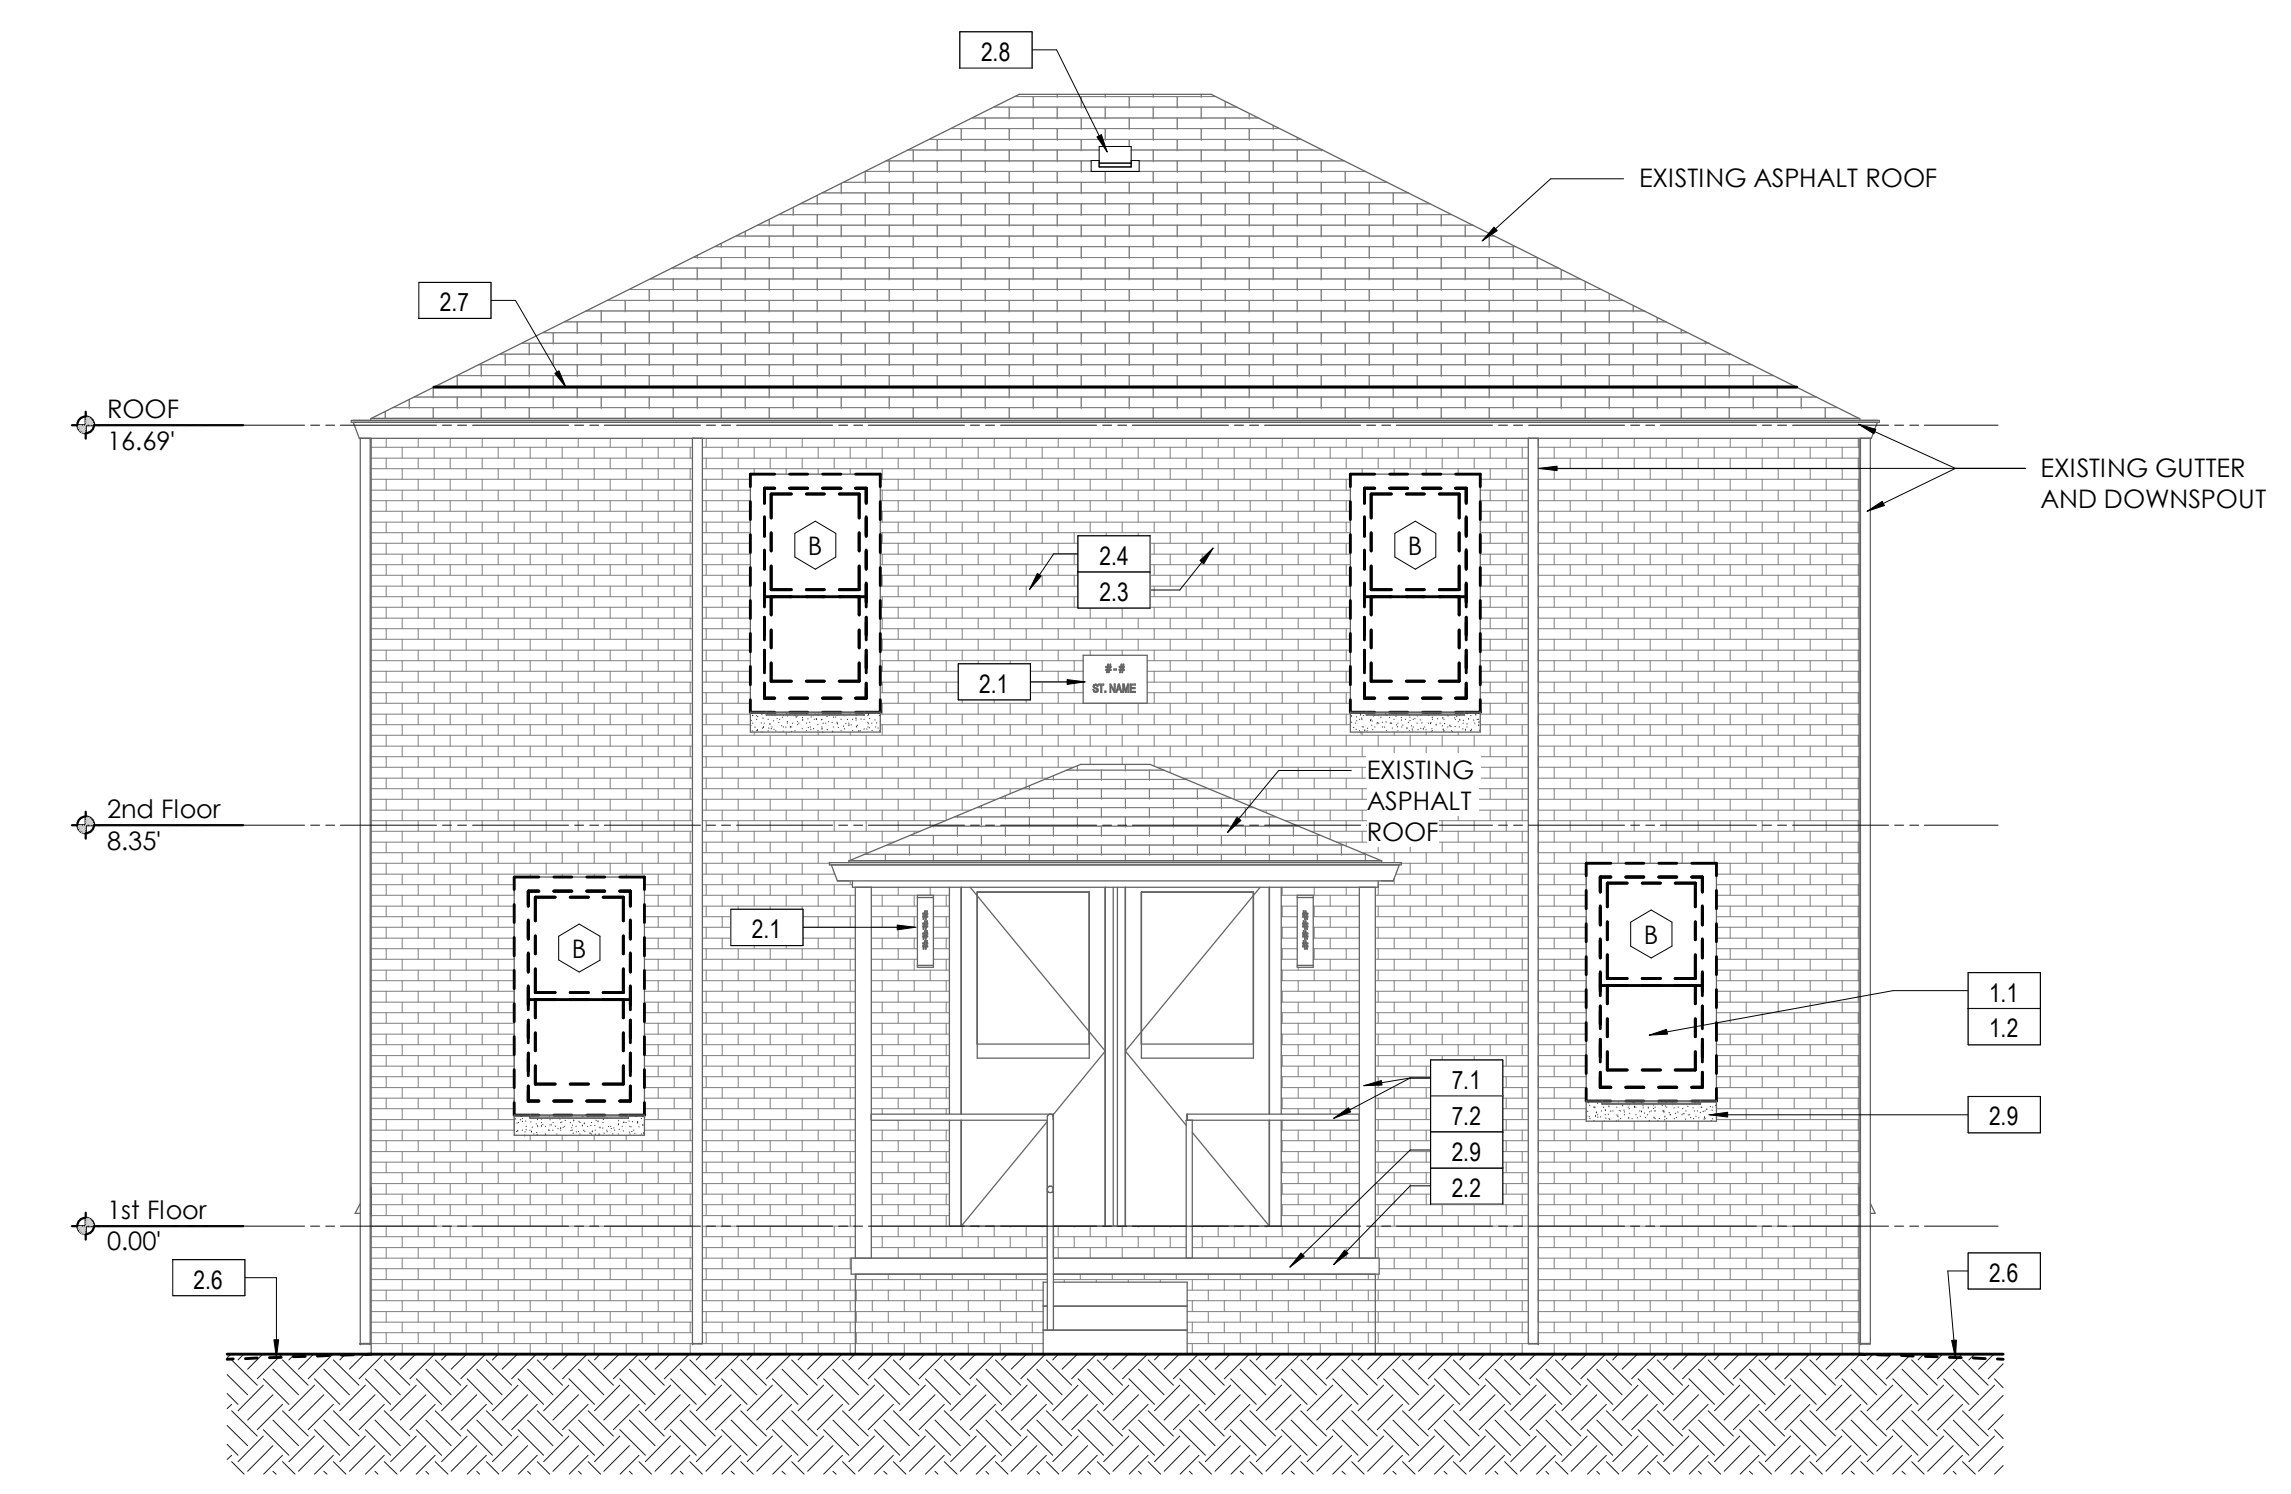 2.8
EXISTING ASPHALT ROOF
2.7
ROOF
16.69'
EXISTING GUTTER
AND DOWNSPOUT
B
B
2.4
2.3
2.1
#-#
ST. NAME
EXISTING
ASPHALT
ROOF
2nd Floor
8.35'
2.1
#-#-#-#
#-#-#-#
B
B
1.1
1.2
7.1
7.2
2.9
2.2
2.9
1st Floor
0.00'
2.6
2.6